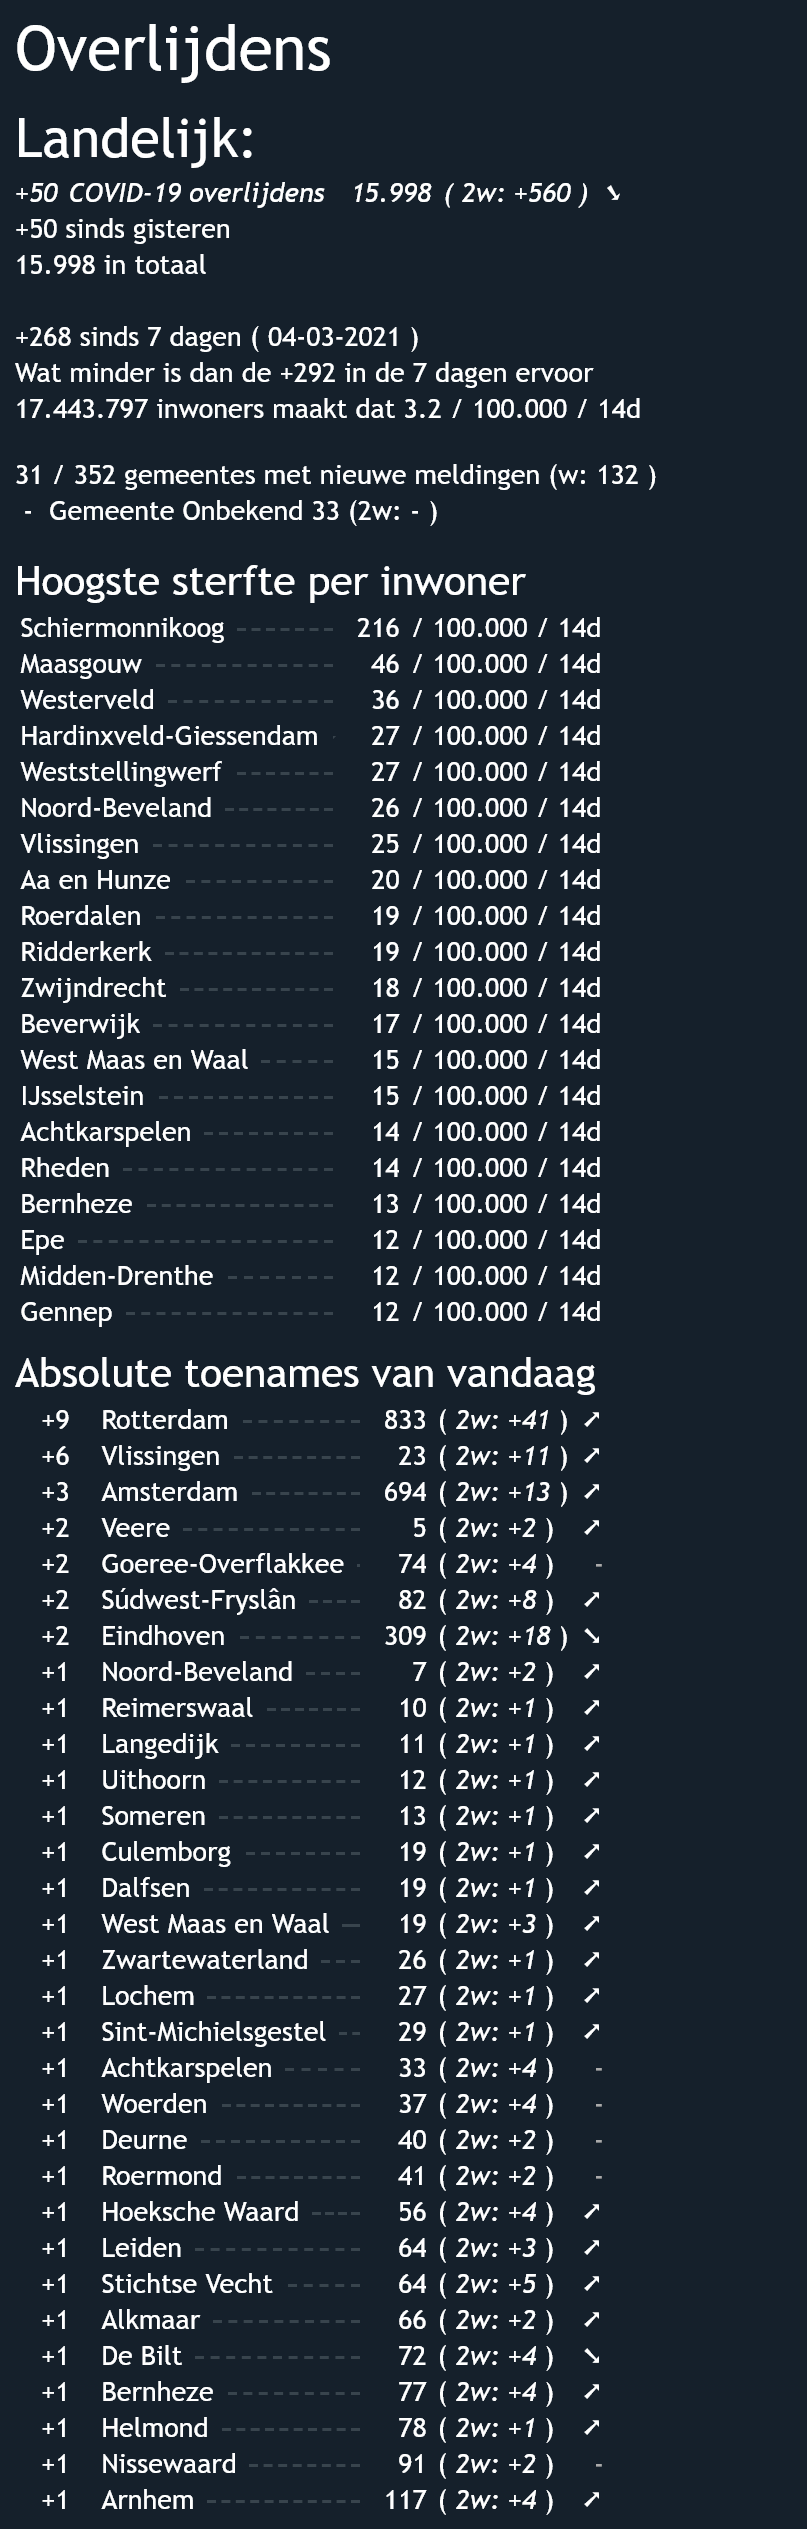 Overlijdens
Landelijk:
+50 COVID-19 overlijdens 15.998 ( 2w: +560 ) ➘
+50 sinds gisteren
15.998 in totaal
+268 sinds 7 dagen ( 04-03-2021 )
Wat minder is dan de +292 in de 7 dagen ervoor
17.443.797 inwoners maakt dat 3.2 / 100.000 / 14d
31 / 352 gemeentes met nieuwe meldingen (w: 132 )
- Gemeente Onbekend 33 (2w: - )
Hoogste sterfte per inwoner
Schiermonnikoog ------- 216 / 100.000 / 14d
Maasgouw ------------ 46 / 100.000 / 14d
Westerveld ----------- 36 / 100.000 / 14d
Hardinxveld-Giessendam - 27 / 100.000 / 14d
Weststellingwerf ------- 27 / 100.000 / 14d
Noord-Beveland -------- 26 / 100.000 / 14d
Vlissingen ------------ 25 / 100.000 / 14d
Aa en Hunze ---------- 20 / 100.000 / 14d
Roerdalen ------------ 19 / 100.000 / 14d
Ridderkerk ------------ 19 / 100.000 / 14d
Zwijndrecht ----------- 18 / 100.000 / 14d
Beverwijk ------------ 17 / 100.000 / 14d
West Maas en Waal ----- 15 / 100.000 / 14d
IJsselstein ------------ 15 / 100.000 / 14d
Achtkarspelen --------- 14 / 100.000 / 14d
Rheden -------------- 14 / 100.000 / 14d
Bernheze ------------- 13 / 100.000 / 14d
Epe ----------------- 12 / 100.000 / 14d
Midden-Drenthe ------- 12 / 100.000 / 14d
Gennep -------------- 12 / 100.000 / 14d
Absolute toenames van vandaag
+9 Rotterdam -------- 833 ( 2w: +41 ) ➚
+6 Vlissingen --------- 23 ( 2w: +11 ) ➚
+3 Amsterdam -------- 694 ( 2w: +13 ) ➚
+2 Veere ------------ 5 ( 2w: +2 ) ➚
+2 Goeree-Overflakkee - 74 ( 2w: +4 ) -
+2 Súdwest-Fryslân ---- 82 ( 2w: +8 ) ➚
+2 Eindhoven --------- 309 ( 2w: +18 ) ➘
+1 Noord-Beveland ---- 7 ( 2w: +2 ) ➚
+1 Reimerswaal ------- 10 ( 2w: +1 ) ➚
+1 Langedijk --------- 11 ( 2w: +1 ) ➚
+1 Uithoorn ---------- 12 ( 2w: +1 ) ➚
+1 Someren ---------- 13 ( 2w: +1 ) ➚
+1 Culemborg -------- 19 ( 2w: +1 ) ➚
+1 Dalfsen ----------- 19 ( 2w: +1 ) ➚
+1 West Maas en Waal -- 19 ( 2w: +3 ) ➚
+1 Zwartewaterland --- 26 ( 2w: +1 ) ➚
+1 Lochem ----------- 27 ( 2w: +1 ) ➚
+1 Sint-Michielsgestel -- 29 ( 2w: +1 ) ➚
+1 Achtkarspelen ----- 33 ( 2w: +4 ) -
+1 Woerden ---------- 37 ( 2w: +4 ) -
+1 Deurne ----------- 40 ( 2w: +2 ) -
+1 Roermond --------- 41 ( 2w: +2 ) -
+1 Hoeksche Waard ---- 56 ( 2w: +4 ) ➚
+1 Leiden ------------ 64 ( 2w: +3 ) ➚
+1 Stichtse Vecht ----- 64 ( 2w: +5 ) ➚
+1 Alkmaar ---------- 66 ( 2w: +2 ) ➚
+1 De Bilt ------------ 72 ( 2w: +4 ) ➘
+1 Bernheze --------- 77 ( 2w: +4 ) ➚
+1 Helmond ---------- 78 ( 2w: +1 ) ➚
+1 Nissewaard -------- 91 ( 2w: +2 ) -
+1 Arnhem ----------- 117 ( 2w: +4 ) ➚